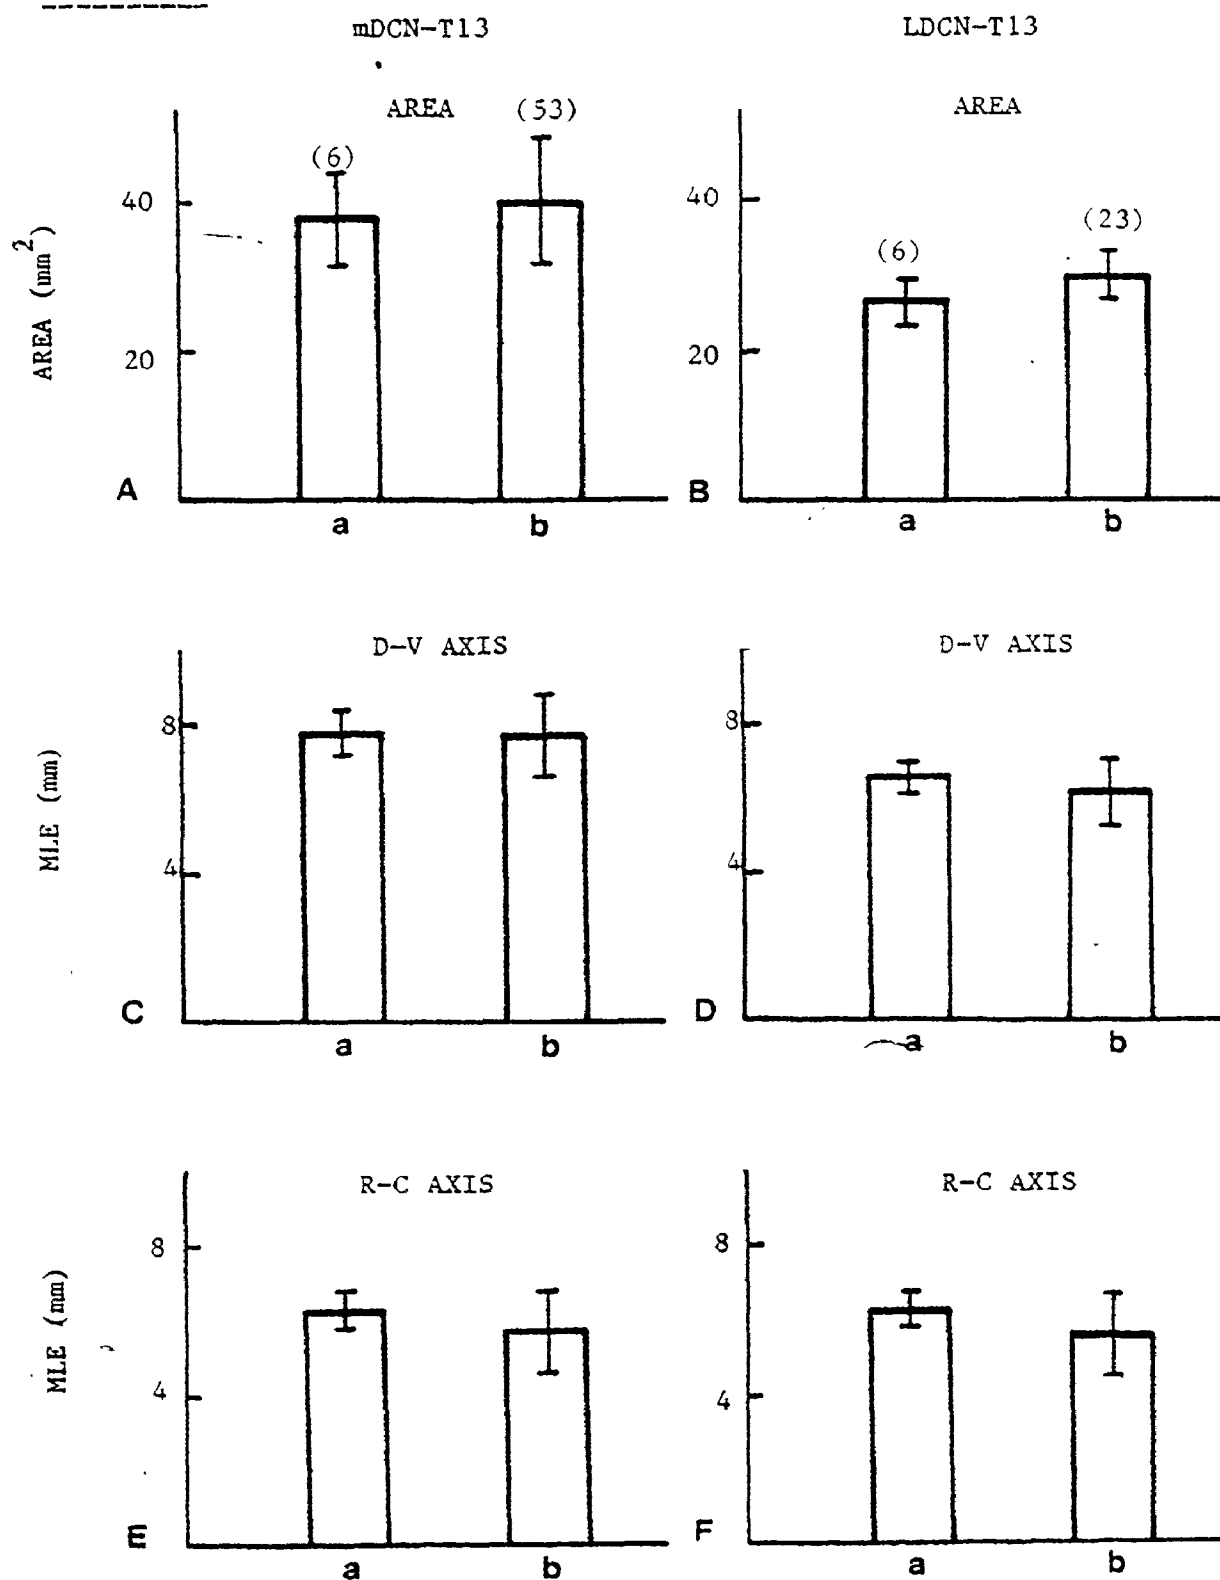 mDCN-T13
LDCN-T13
AREA
(53)
AREA
(6)
40
20
AREA (mm2)
A
a
b
(23)
(6)
40
20
B
a
b
D-V AXIS
8
4
MLE (mm)
C
a
b
D-V AXIS
8
4
D
a
b
R-C AXIS
8
4
MLE (mm)
E
a
b
R-C AXIS
8
4
F
a
b